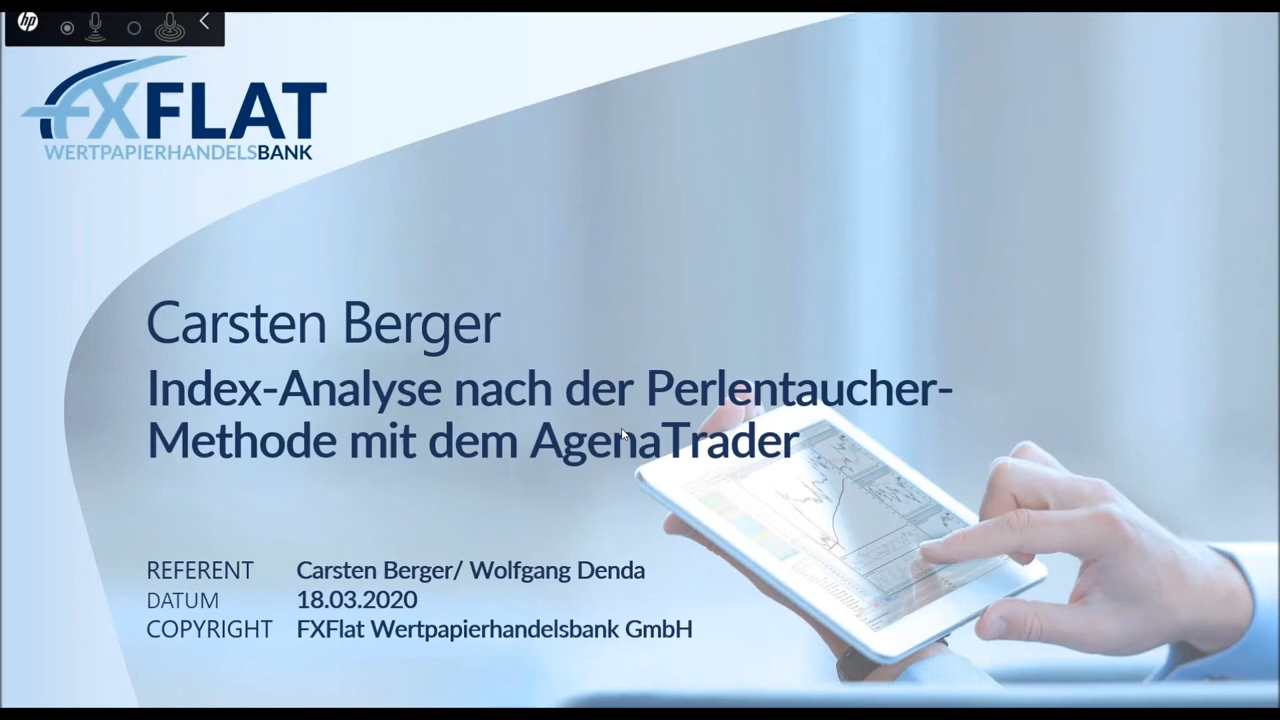 hp
FXFLAT
WERTPAPIERHANDELSBANK
Carsten Berger
Index-Analyse nach der Perlentaucher-
Methode mit dem AgenaTrader
REFERENT Carsten Berger/ Wolfgang Denda
DATUM 18.03.2020
COPYRIGHT FXFlat Wertpapierhandelsbank GmbH